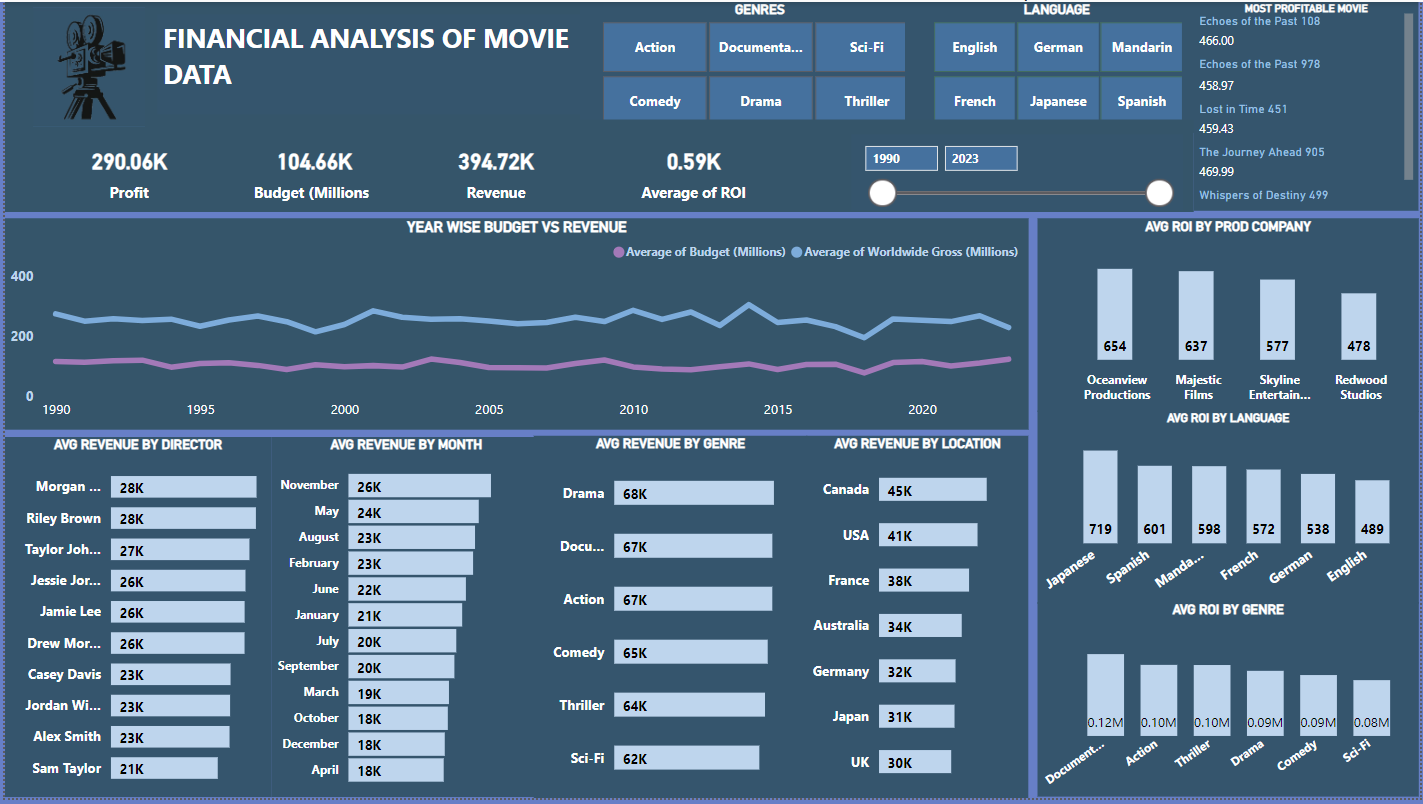 FINANCIAL ANALYSIS OF MOVIE
DATA
GENRES
Action
Documenta...
Sci-Fi
Comedy
Drama
Thriller
LANGUAGE
English
German
Mandarin
French
Japanese
Spanish
MOST PROFITABLE MOVIE
Echoes of the Past 108
466.00
Echoes of the Past 978
458.97
Lost in Time 451
459.43
The Journey Ahead 905
469.99
Whispers of Destiny 499
290.06K
Profit
104.66K
Budget (Millions
394.72K
Revenue
0.59K
Average of ROI
1990
2023
YEAR WISE BUDGET VS REVENUE
Average of Budget (Millions)
Average of Worldwide Gross (Millions)
400
200
0
1990
1995
2000
2005
2010
2015
2020
AVG ROI BY PROD COMPANY
654
637
577
478
Oceanview
Productions
Majestic
Films
Skyline
Entertain...
Redwood
Studios
AVG ROI BY LANGUAGE
719
601
598
572
538
489
Japanese
Spanish
Manda...
French
German
English
AVG ROI BY GENRE
0.12M
0.10M
0.10M
0.09M
0.09M
0.08M
Document...
Action
Thriller
Drama
Comedy
Sci-Fi
AVG REVENUE BY DIRECTOR
Morgan ... 28K
Riley Brown 28K
Taylor Joh... 27K
Jessie Jor... 26K
Jamie Lee 26K
Drew Mor... 26K
Casey Davis 23K
Jordan Wi... 23K
Alex Smith 23K
Sam Taylor 21K
AVG REVENUE BY MONTH
November 26K
May 24K
August 23K
February 23K
June 22K
January 21K
July 20K
September 20K
March 19K
October 18K
December 18K
April 18K
AVG REVENUE BY GENRE
Drama 68K
Docu... 67K
Action 67K
Comedy 65K
Thriller 64K
Sci-Fi 62K
AVG REVENUE BY LOCATION
Canada 45K
USA 41K
France 38K
Australia 34K
Germany 32K
Japan 31K
UK 30K